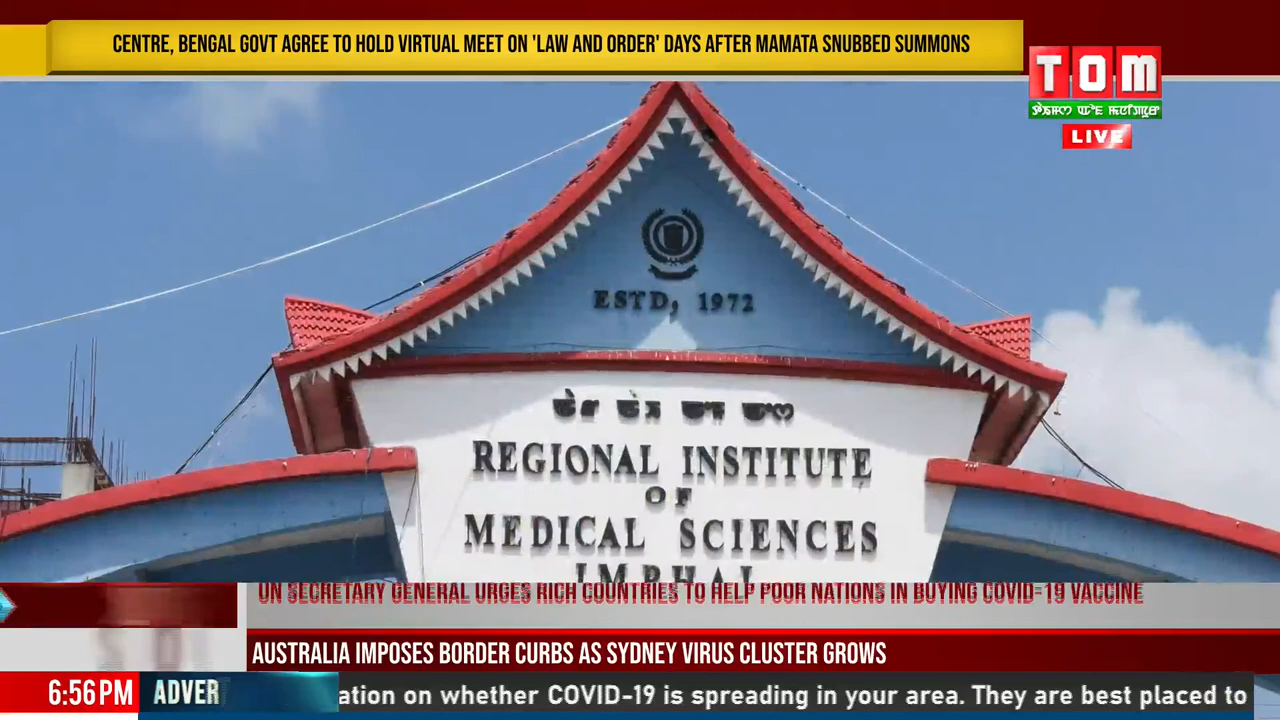 CENTRE, BENGAL GOVT AGREE TO HOLD VIRTUAL MEET ON 'LAW AND ORDER' DAYS AFTER MAMATA SNUBBED SUMMONS
TOM
LIVE
ESTD, 1972
ꯔꯤꯝꯁ
REGIONAL INSTITUTE
OF
MEDICAL SCIENCES
IMPHAL
UN SECRETARY GENERAL URGES RICH COUNTRIES TO HELP POOR NATIONS IN BUYING COVID-19 VACCINE
AUSTRALIA IMPOSES BORDER CURBS AS SYDNEY VIRUS CLUSTER GROWS
6:56 PM
ADVER
ation on whether COVID-19 is spreading in your area. They are best placed to